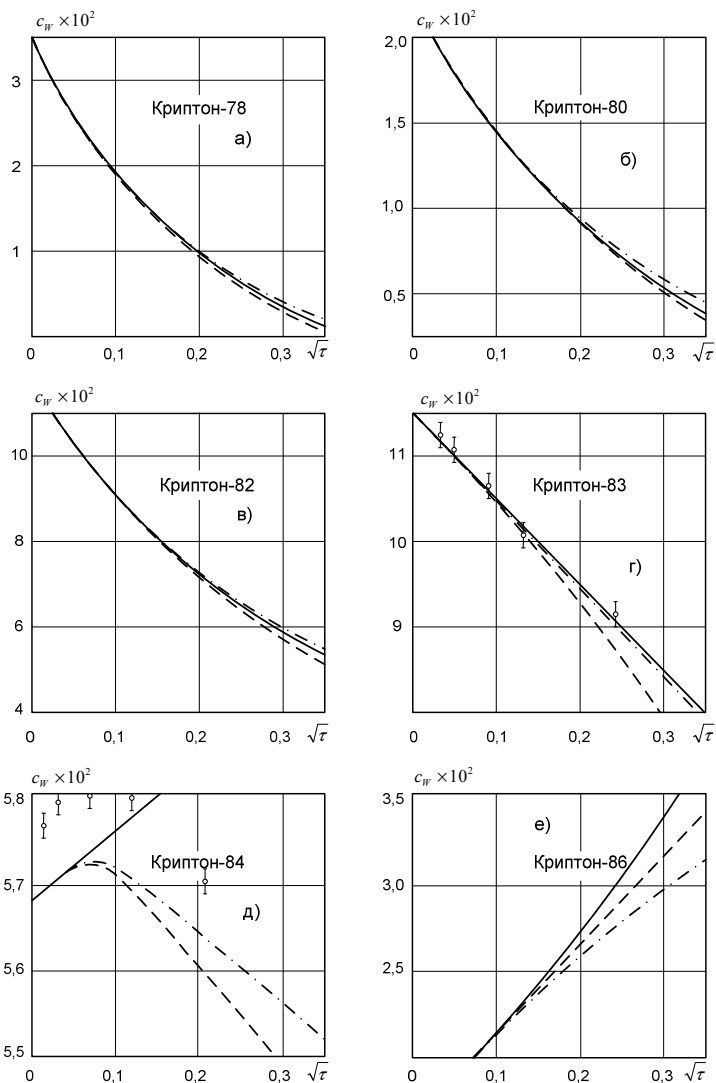 c_W ×10²
3
2
1
Криптон-78
а)
0 0,1 0,2 0,3 √τ
c_W ×10²
2,0
1,5
1,0
0,5
Криптон-80
б)
0 0,1 0,2 0,3 √τ
c_W ×10²
10
8
6
4
Криптон-82
в)
0 0,1 0,2 0,3 √τ
c_W ×10²
11
10
9
Криптон-83
г)
0 0,1 0,2 0,3 √τ
c_W ×10²
5,8
5,7
5,6
5,5
Криптон-84
д)
0 0,1 0,2 0,3 √τ
c_W ×10²
3,5
3,0
2,5
е)
Криптон-86
0 0,1 0,2 0,3 √τ